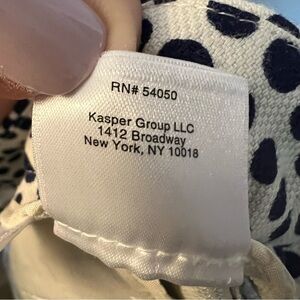 RN# 54050
Kasper Group LLC
1412 Broadway
New York, NY 10018